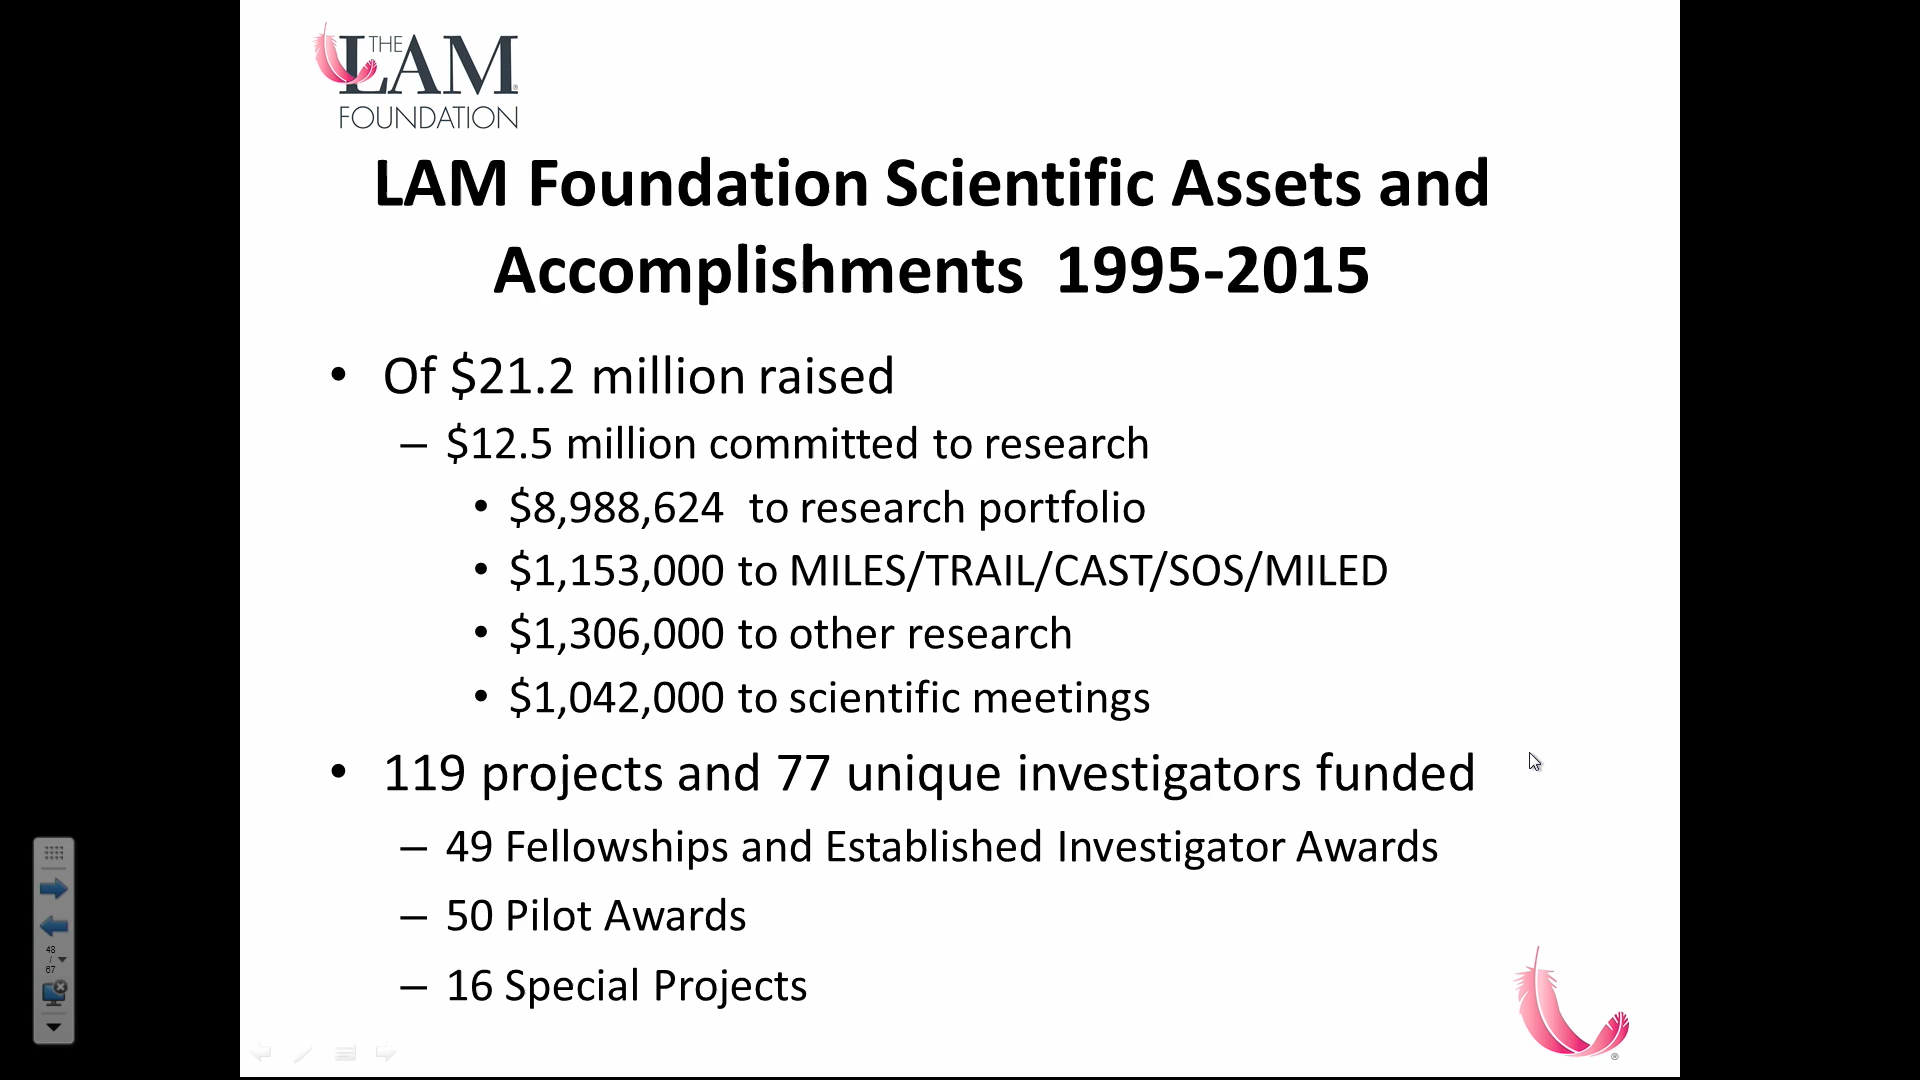 THE
LAM
FOUNDATION
LAM Foundation Scientific Assets and
Accomplishments 1995-2015
• Of $21.2 million raised
– $12.5 million committed to research
• $8,988,624 to research portfolio
• $1,153,000 to MILES/TRAIL/CAST/SOS/MILED
• $1,306,000 to other research
• $1,042,000 to scientific meetings
• 119 projects and 77 unique investigators funded
– 49 Fellowships and Established Investigator Awards
– 50 Pilot Awards
– 16 Special Projects
48
/
67
®